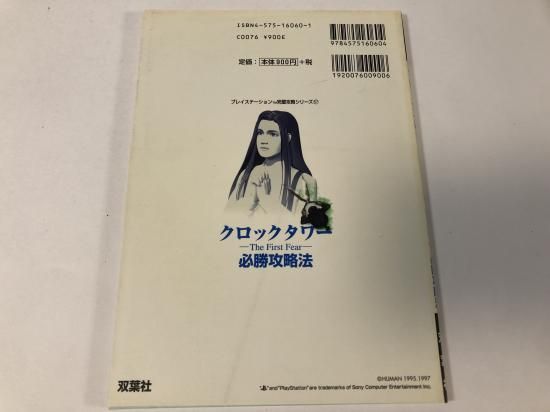 ISBN4-575-16060-1
C0076 ¥900E
定価:本体900円+税
9784575160604
1920076009006
プレイステーション完璧攻略シリーズ
クロックタワー
—The First Fear—
必勝攻略法
©HUMAN 1995.1997
双葉社
"and"PlayStation" are trademarks of Sony Computer Entertainment Inc.